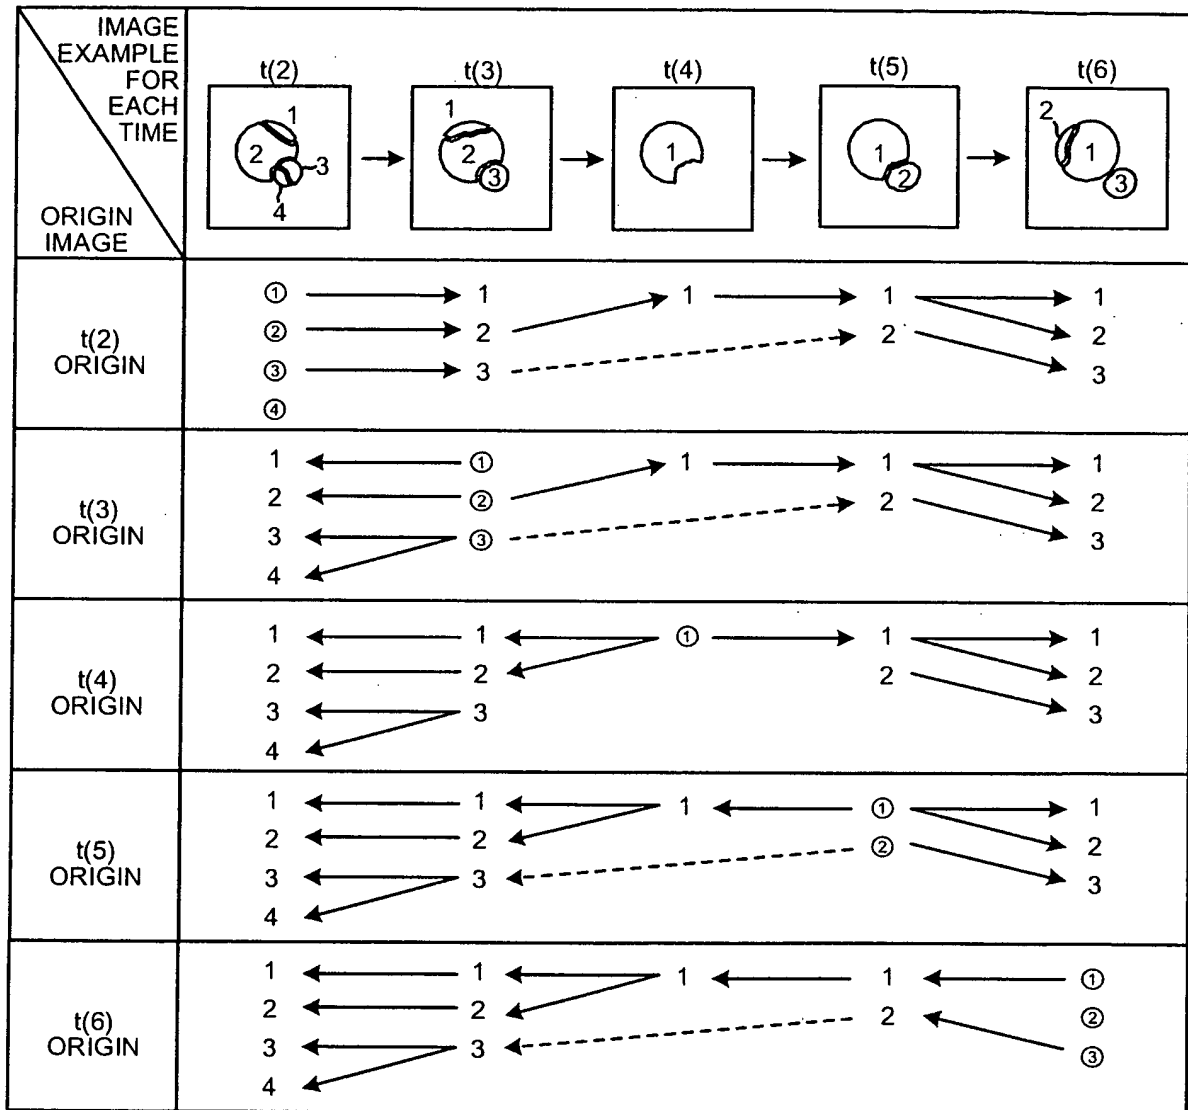 IMAGE
EXAMPLE
FOR
EACH
TIME
ORIGIN
IMAGE
t(2) t(3) t(4) t(5) t(6)
1 2 3 4
1 2 3
1
1 2
2 1 3
t(2)
ORIGIN
① 1 1 1 1
② 2 2 2
③ 3 3
④
t(3)
ORIGIN
1 ① 1 1 1
2 ② 2 2
3 ③ 3
4
t(4)
ORIGIN
1 1 ① 1 1
2 2 2 2
3 3 3
4
t(5)
ORIGIN
1 1 1 ① 1
2 2 ② 2
3 3 3
4
t(6)
ORIGIN
1 1 1 1 ①
2 2 2 ②
3 3 ③
4